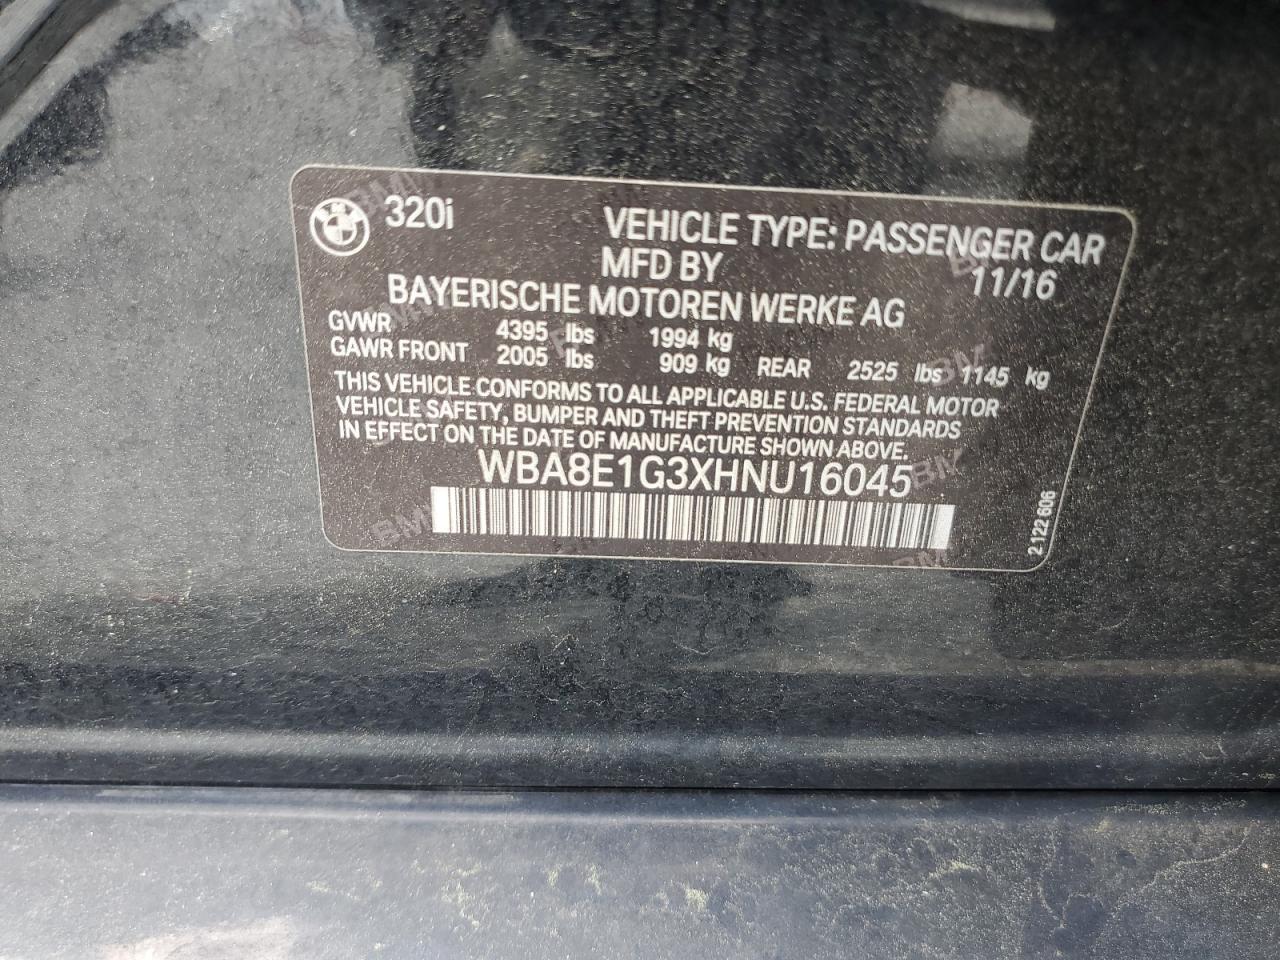 320i VEHICLE TYPE: PASSENGER CAR
MFD BY 11/16
BAYERISCHE MOTOREN WERKE AG
GVWR 4395 lbs 1994 kg
GAWR FRONT 2005 lbs 909 kg REAR 2525 lbs 1145 kg
THIS VEHICLE CONFORMS TO ALL APPLICABLE U.S. FEDERAL MOTOR
VEHICLE SAFETY, BUMPER AND THEFT PREVENTION STANDARDS
IN EFFECT ON THE DATE OF MANUFACTURE SHOWN ABOVE.
WBA8E1G3XHNU16045
2 122 606